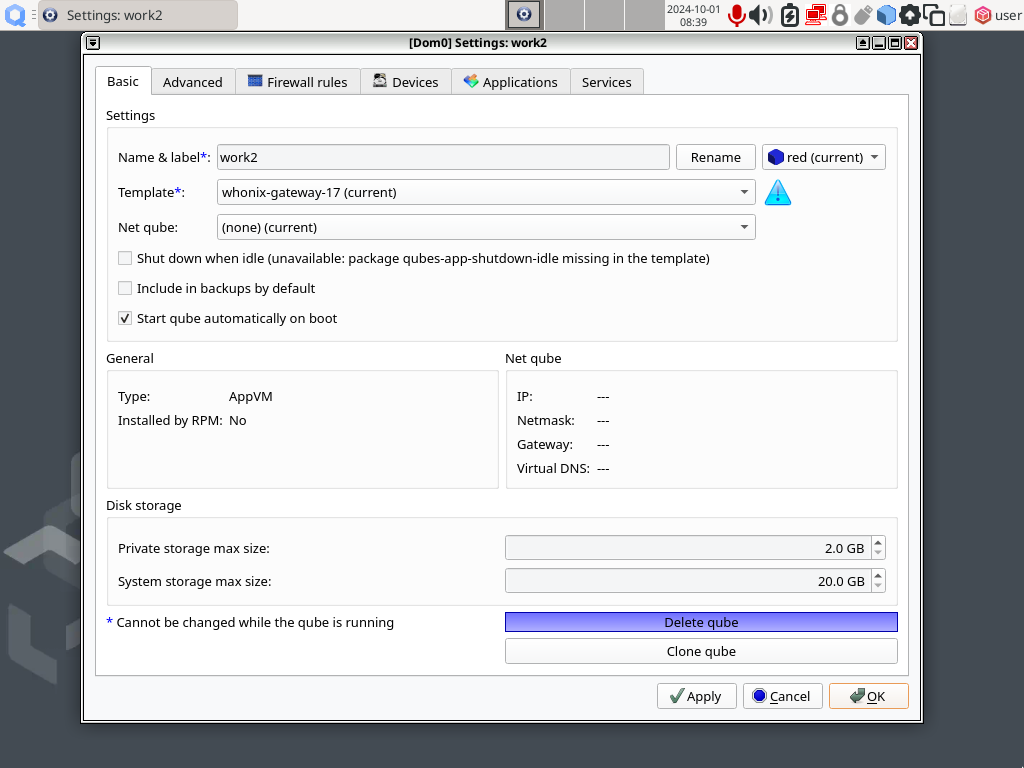 Settings: work2
2024-10-01
08:39
user
[Dom0] Settings: work2
Basic
Advanced
Firewall rules
Devices
Applications
Services
Settings
Name & label*:
work2
Rename
red (current)
Template*:
whonix-gateway-17 (current)
Net qube:
(none) (current)
Shut down when idle (unavailable: package qubes-app-shutdown-idle missing in the template)
Include in backups by default
Start qube automatically on boot
General
Type: AppVM
Installed by RPM: No
Net qube
IP: ---
Netmask: ---
Gateway: ---
Virtual DNS: ---
Disk storage
Private storage max size: 2.0 GB
System storage max size: 20.0 GB
* Cannot be changed while the qube is running
Delete qube
Clone qube
Apply
Cancel
OK